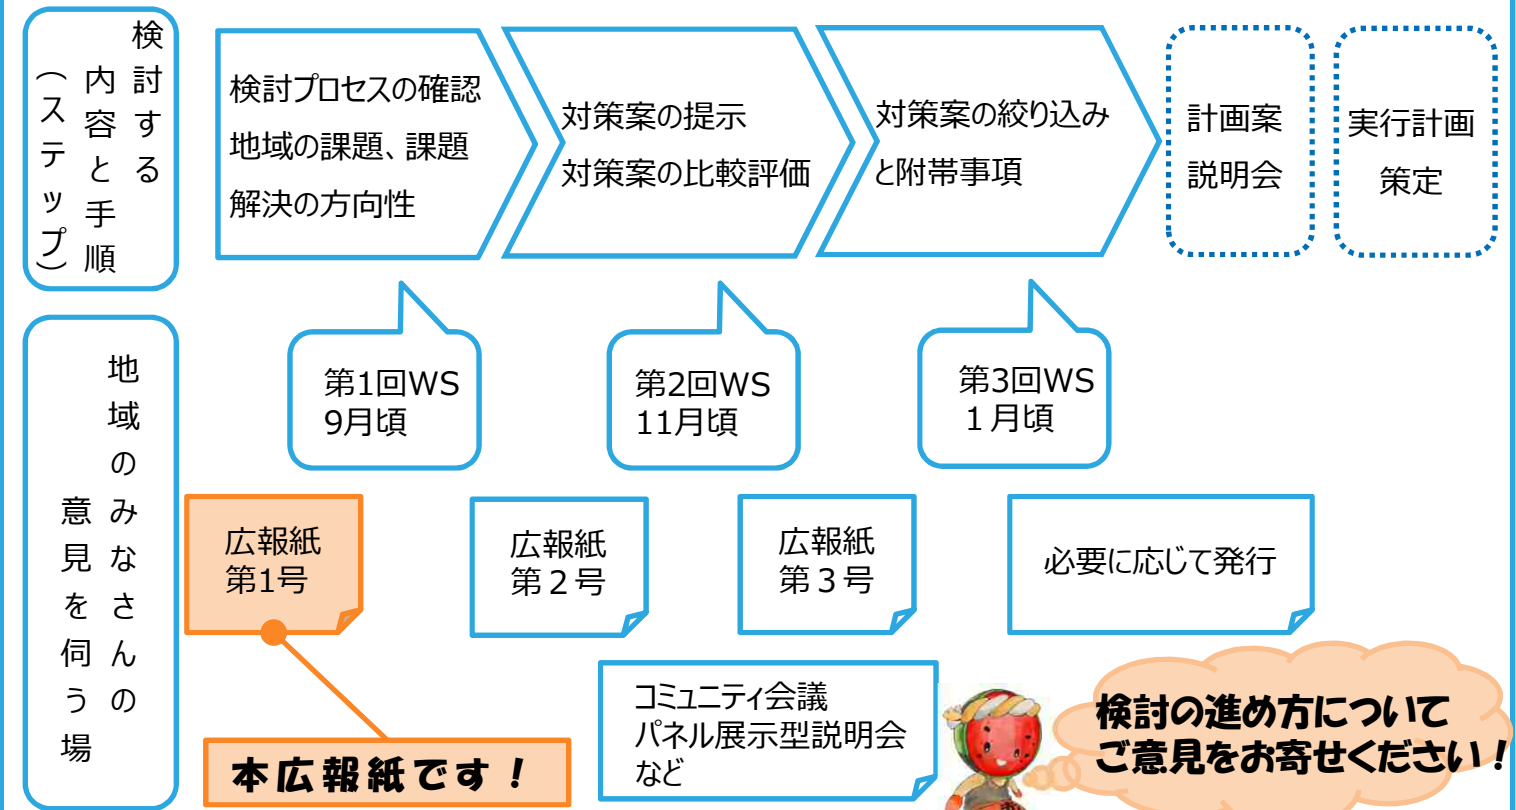 検討する
内容と手順
（ステップ）
検討プロセスの確認
地域の課題、課題
解決の方向性
対策案の提示
対策案の比較評価
対策案の絞り込み
と附帯事項
計画案
説明会
実行計画
策定
地域のみなさんの
意見を伺う場
第1回WS
9月頃
第2回WS
11月頃
第3回WS
１月頃
広報紙
第1号
広報紙
第２号
広報紙
第３号
必要に応じて発行
本広報紙です！
コミュニティ会議
パネル展示型説明会
など
検討の進め方について
ご意見をお寄せください！